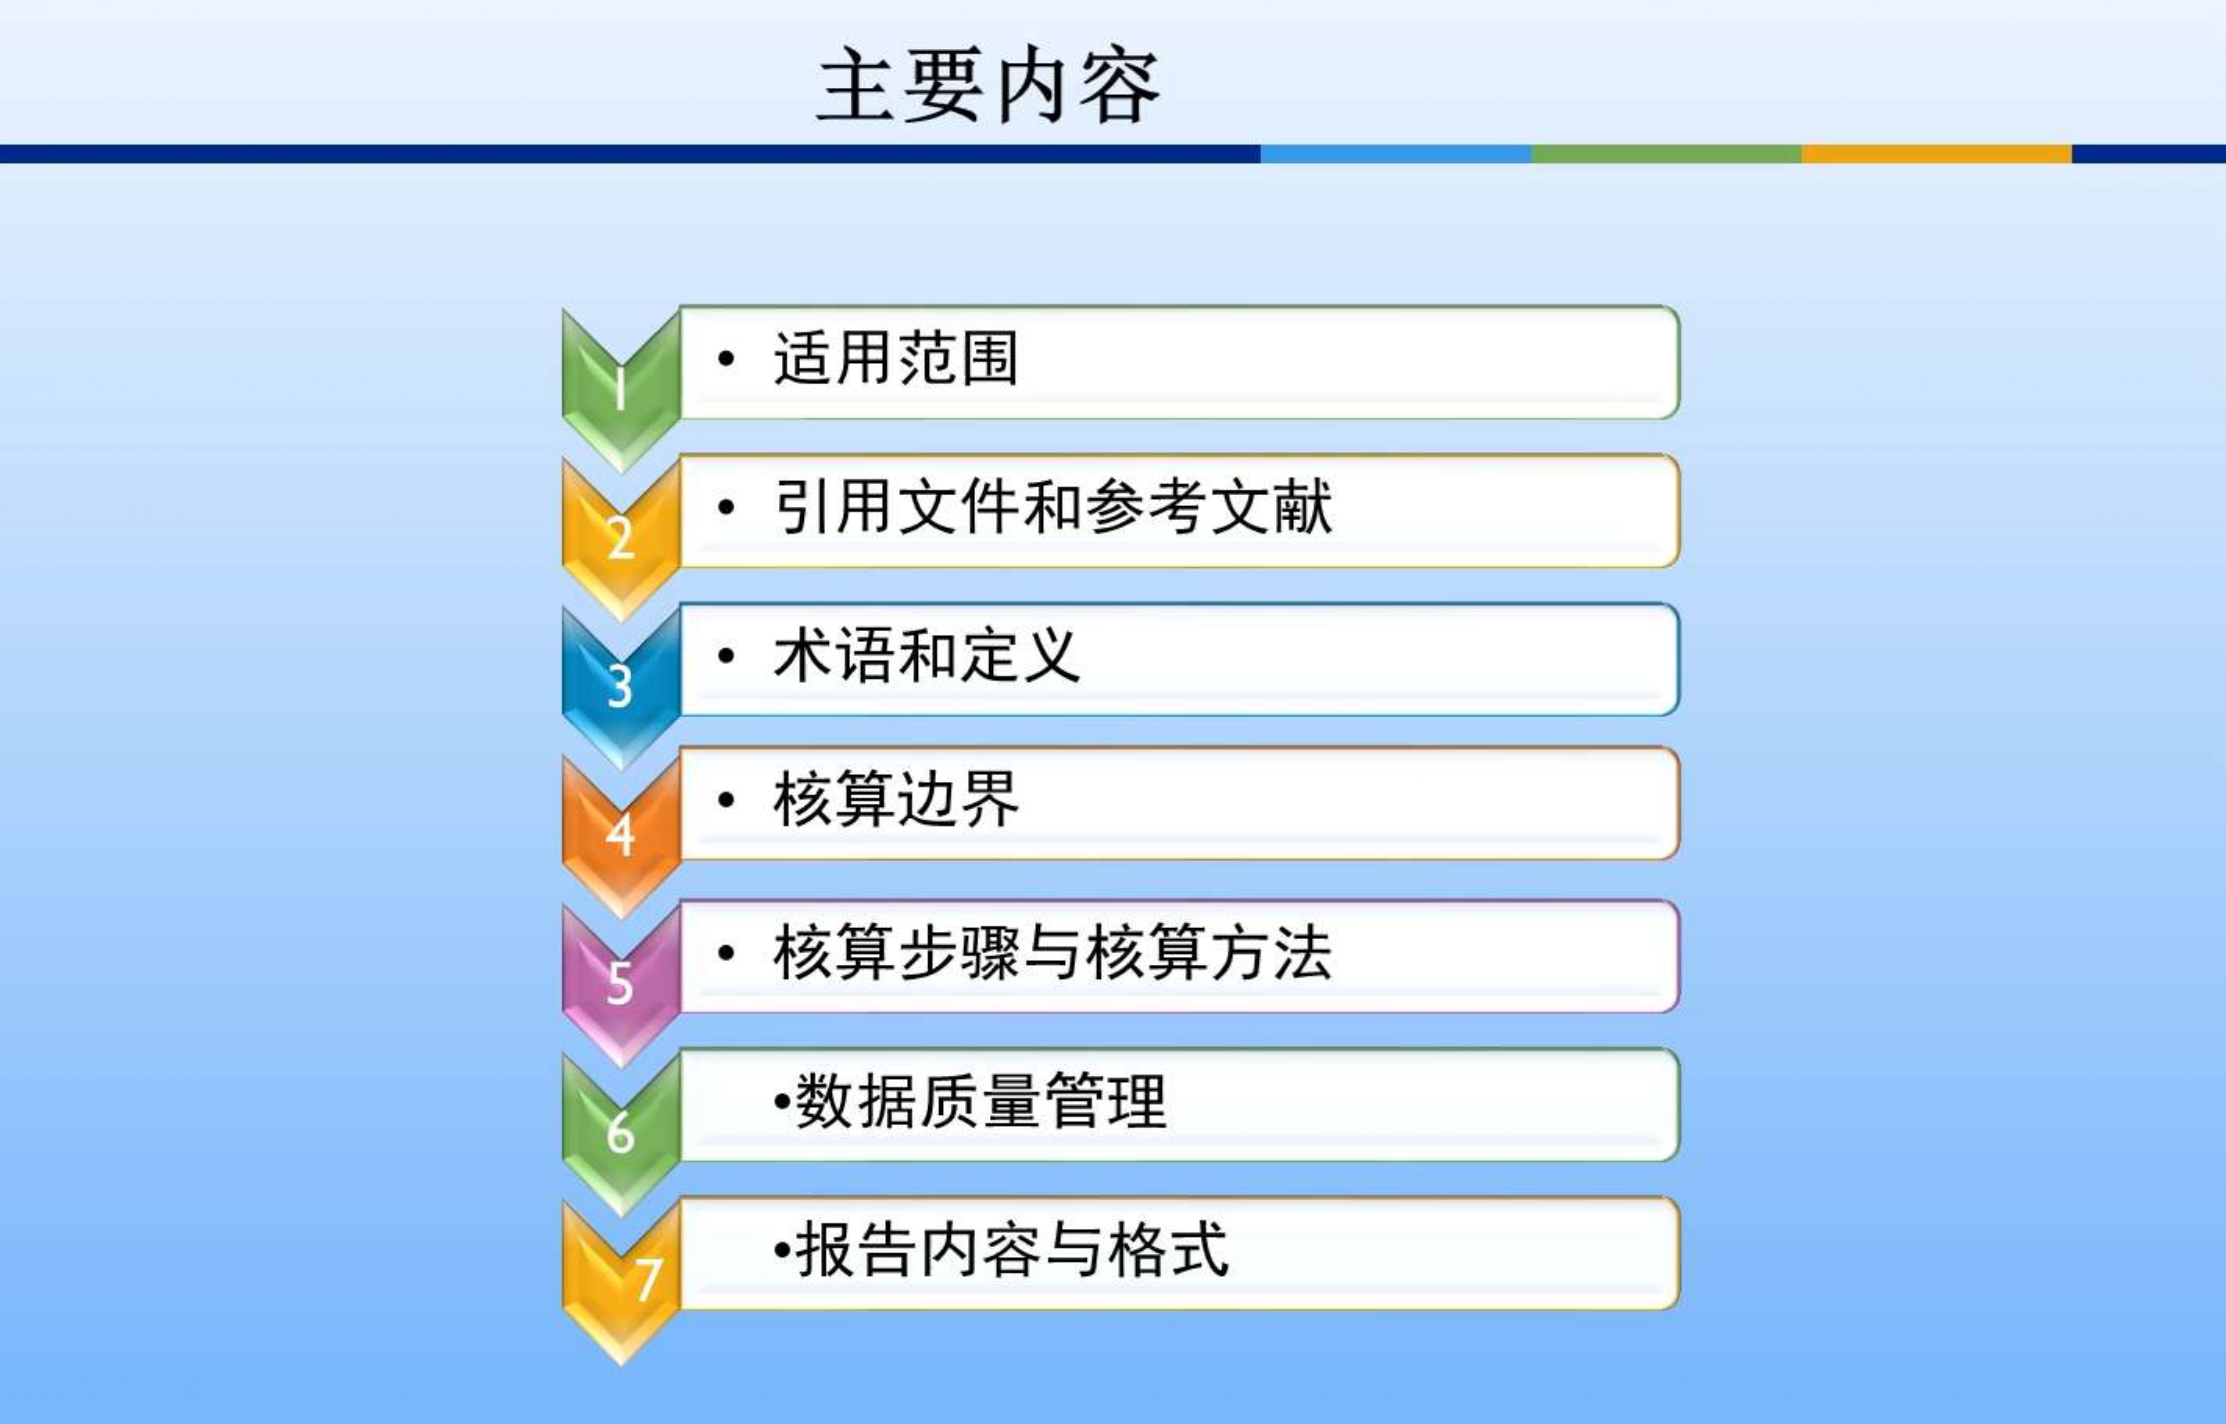 主要内容
1 • 适用范围
2 • 引用文件和参考文献
3 • 术语和定义
4 • 核算边界
5 • 核算步骤与核算方法
6 •数据质量管理
7 •报告内容与格式